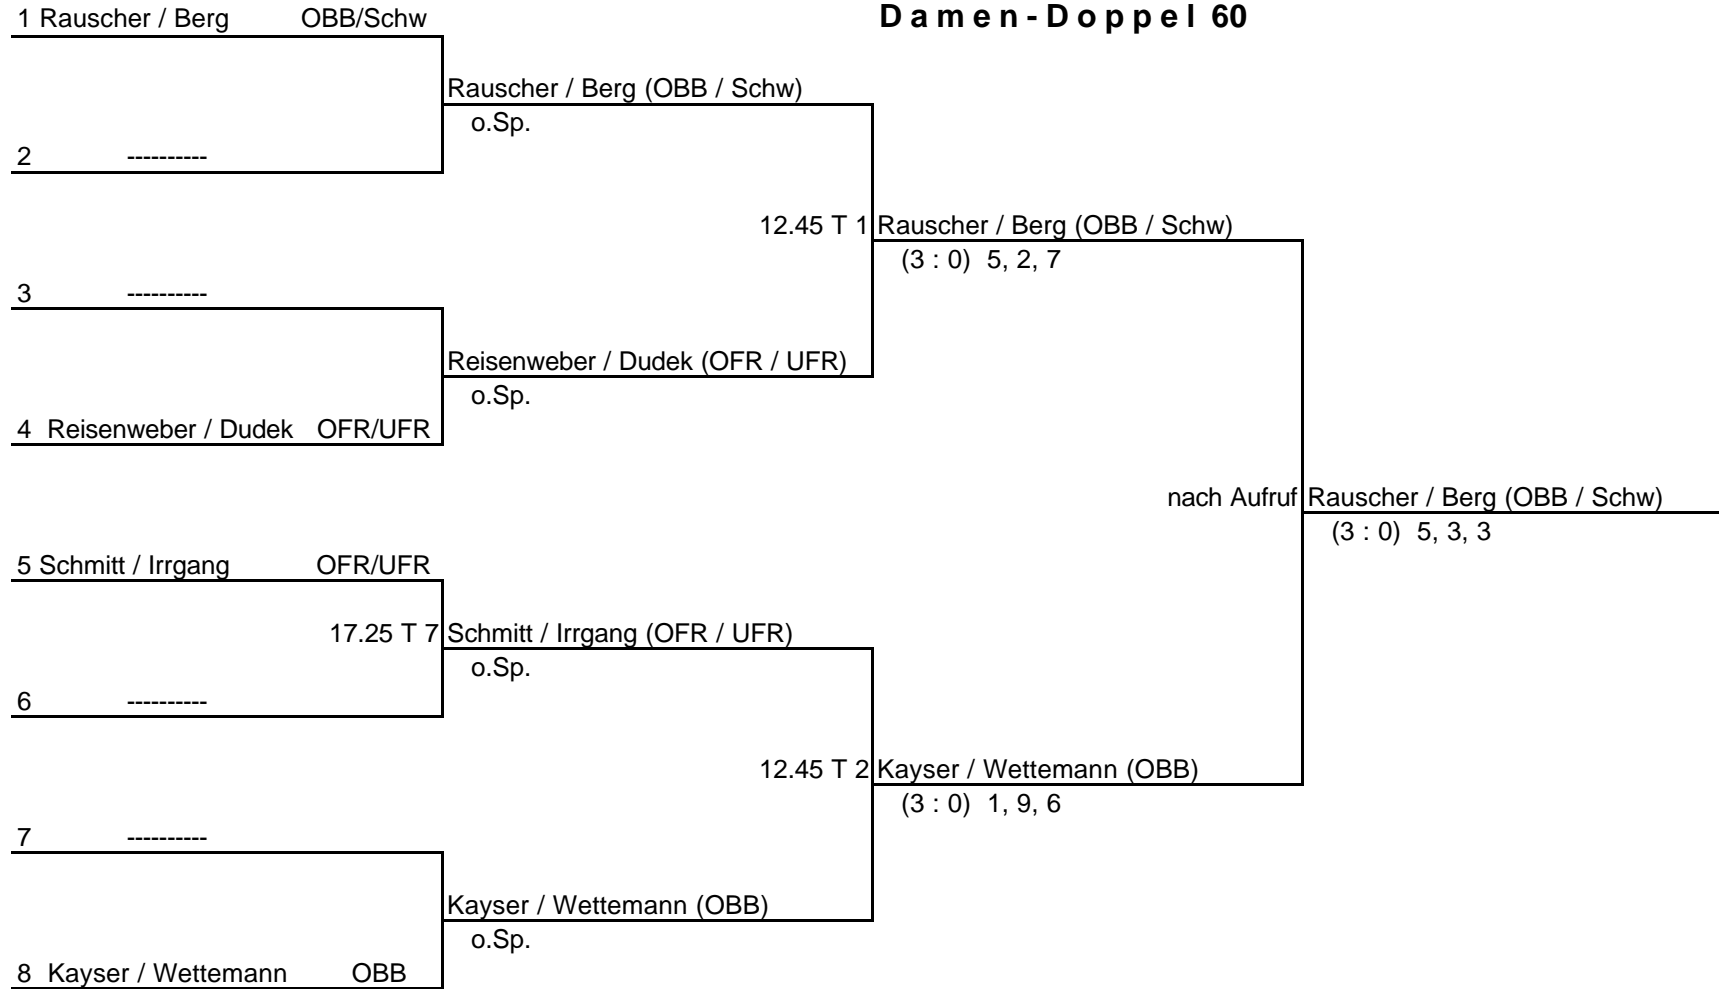 1 Rauscher / Berg OBB/Schw
D a m e n - D o p p e l 60
Rauscher / Berg (OBB / Schw)
o.Sp.
2 ----------
12.45 T 1 Rauscher / Berg (OBB / Schw)
(3 : 0) 5, 2, 7
3 ----------
Reisenweber / Dudek (OFR / UFR)
o.Sp.
4 Reisenweber / Dudek OFR/UFR
nach Aufruf Rauscher / Berg (OBB / Schw)
(3 : 0) 5, 3, 3
5 Schmitt / Irrgang OFR/UFR
17.25 T 7 Schmitt / Irrgang (OFR / UFR)
o.Sp.
6 ----------
12.45 T 2 Kayser / Wettemann (OBB)
(3 : 0) 1, 9, 6
7 ----------
Kayser / Wettemann (OBB)
o.Sp.
8 Kayser / Wettemann OBB